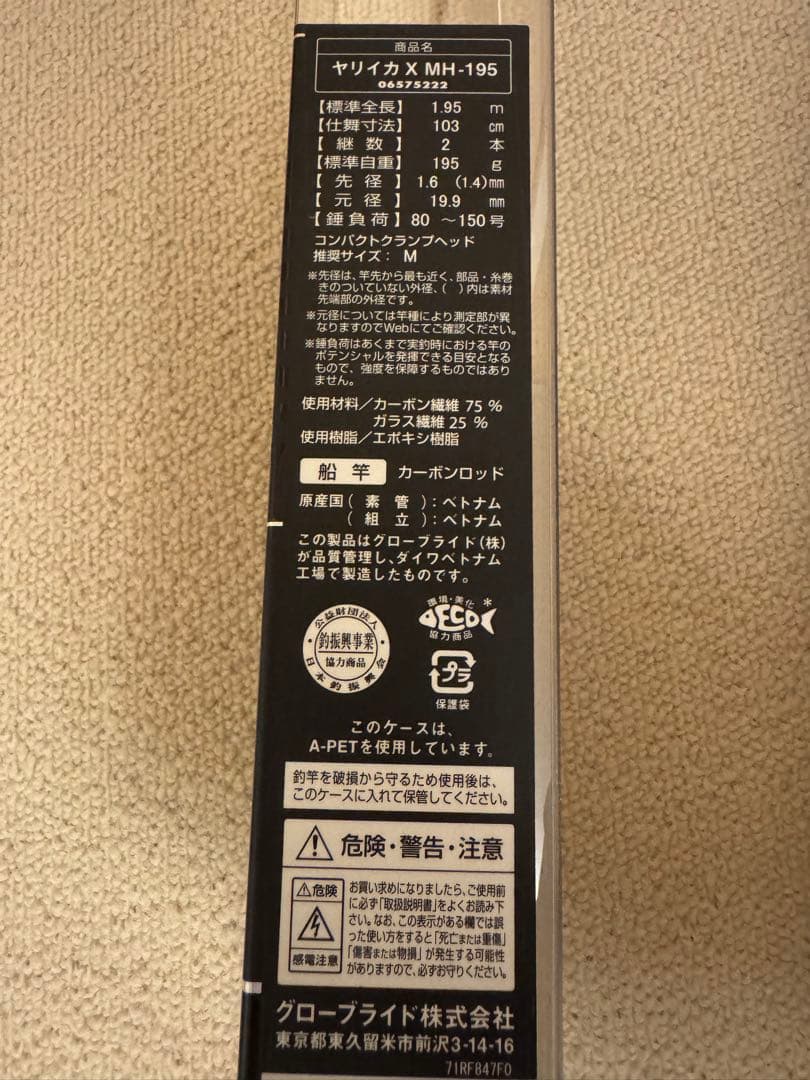 商品名
ヤリイカ X MH-195
06575222
【標準全長】 1.95 m
【仕舞寸法】 103 cm
【継数】 2 本
【標準自重】 195 g
【先径】 1.6 (1.4)mm
【元径】 19.9 mm
【錘負荷】 80 ～150号
コンパクトクランプヘッド
推奨サイズ: M
※先径は、竿先から最も近く、部品・糸巻
きのついていない外径、( )内は素材
先端部の外径です。
※元径については竿種により測定部が異
なりますのでWebにてご確認ください。
※錘負荷はあくまで実釣時における竿の
ポテンシャルを発揮できる目安となる
もので、強度を保障するものではあり
ません。
使用材料/カーボン繊維 75 %
ガラス繊維 25 %
使用樹脂/エポキシ樹脂
船竿 カーボンロッド
原産国(素管):ベトナム
(組立):ベトナム
この製品はグローブライド(株)
が品質管理し、ダイワベトナム
工場で製造したものです。
公益財団法人
釣振興事業
協力商品
日本釣振興会
環境・美化
ECO
協力商品
プラ
保護袋
このケースは、
A-PETを使用しています。
釣竿を破損から守るため使用後は、
このケースに入れて保管してください。
危険・警告・注意
危険
感電注意
お買い求めになりましたら、ご使用前
に必ず「取扱説明書」をよくお読み下
さい。なお、この表示がある欄では誤
った使い方をすると「死亡または重傷」
「傷害または物損」が発生する可能性
がありますので、必ずお守りください。
グローブライド株式会社
東京都東久留米市前沢3-14-16
71RF847F0